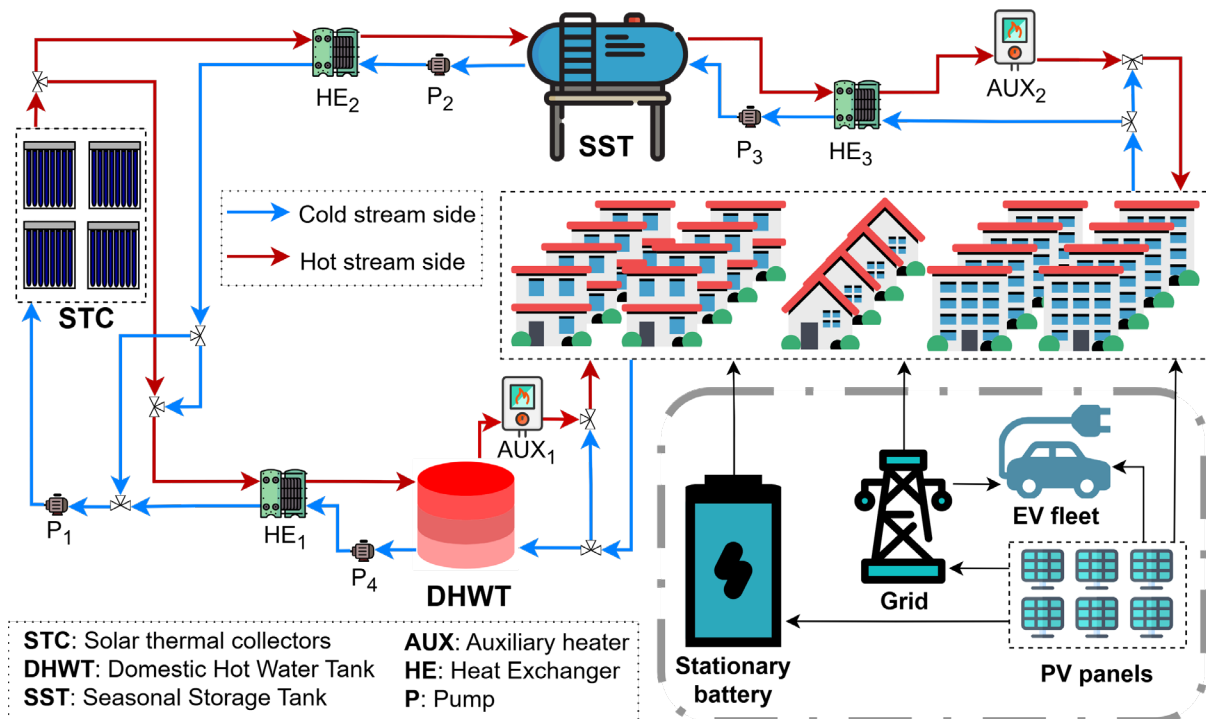 HE2
P2
SST
P3
HE3
AUX2
Cold stream side
Hot stream side
STC
AUX1
P1
HE1
P4
DHWT
EV fleet
Grid
Stationary
battery
PV panels
STC: Solar thermal collectors
DHWT: Domestic Hot Water Tank
SST: Seasonal Storage Tank
AUX: Auxiliary heater
HE: Heat Exchanger
P: Pump